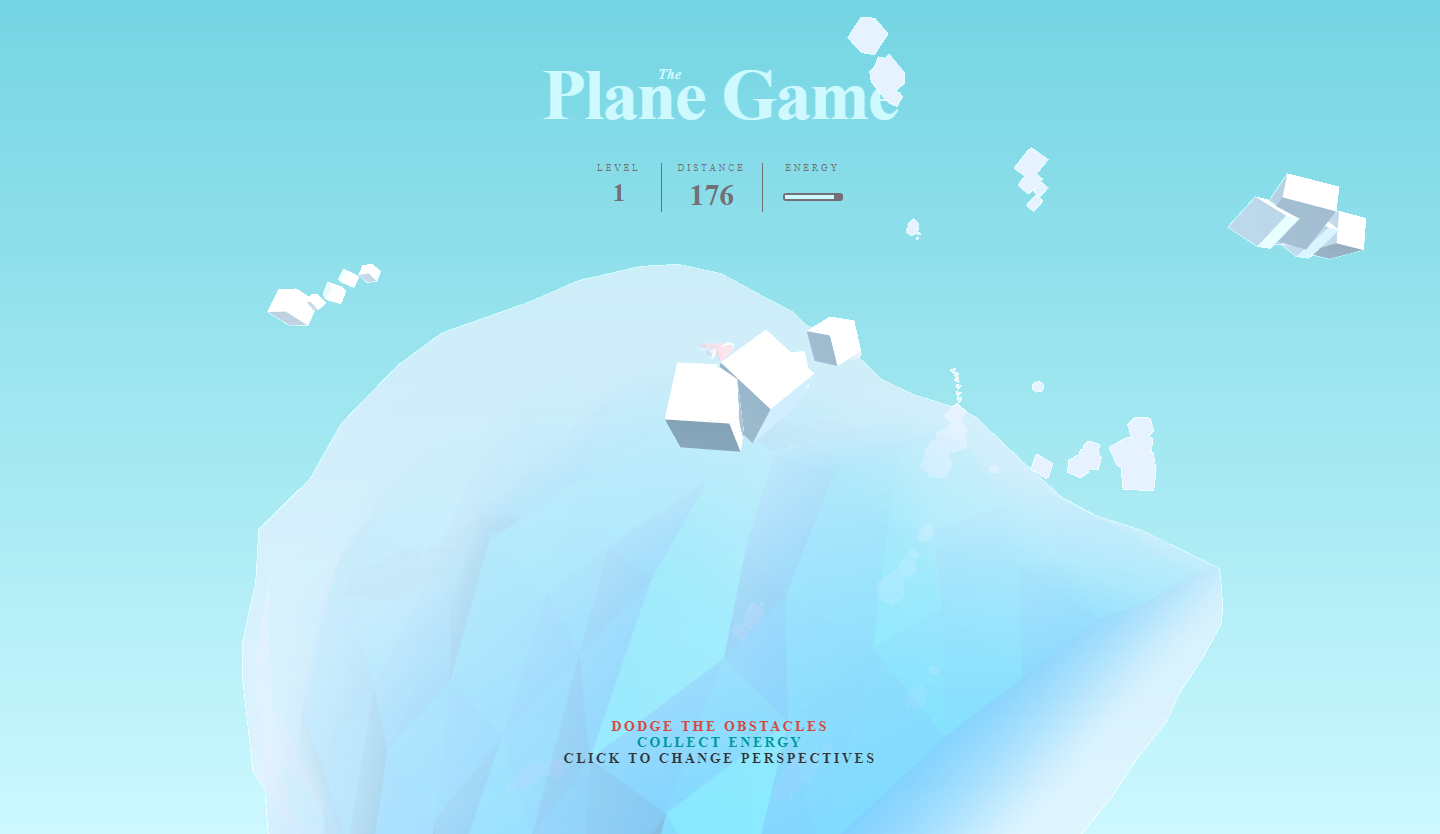 The
Plane Game
LEVEL
1
DISTANCE
176
ENERGY
DODGE THE OBSTACLES
COLLECT ENERGY
CLICK TO CHANGE PERSPECTIVES